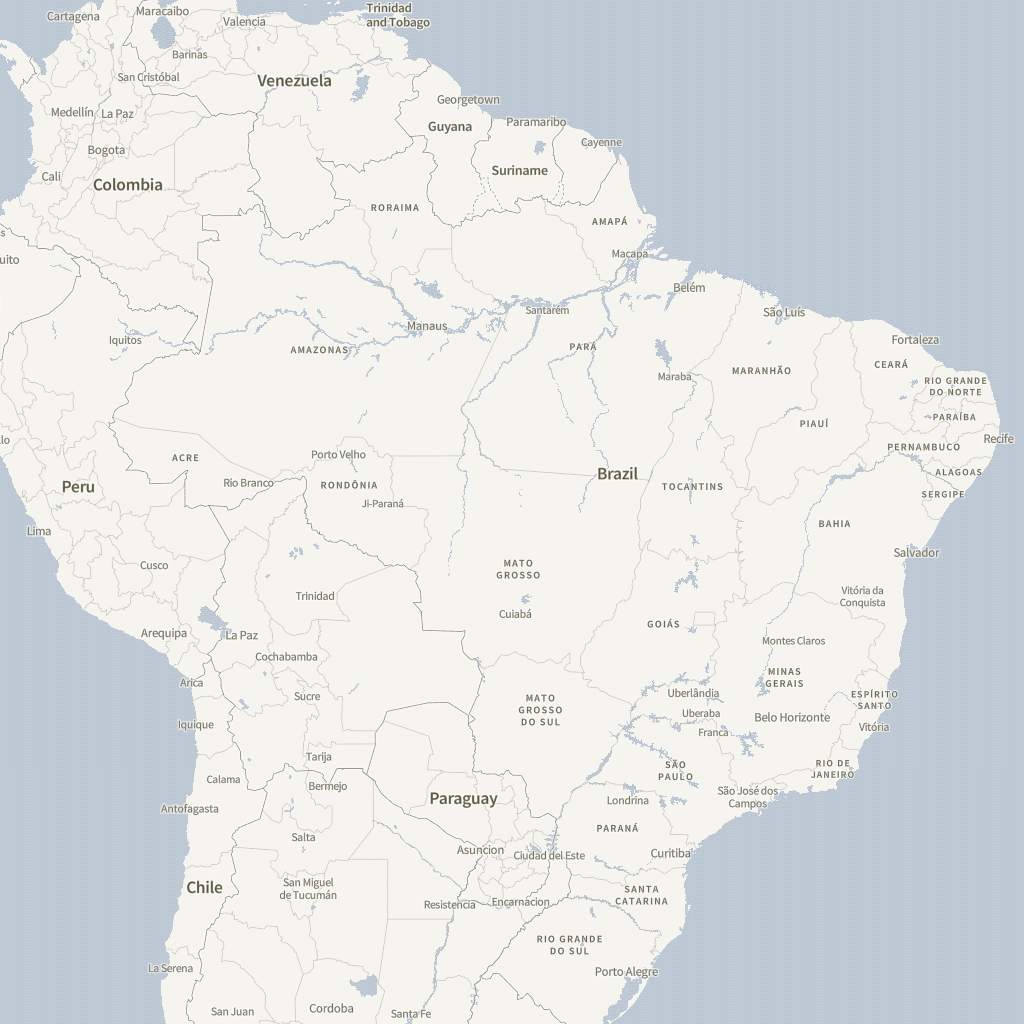 Trinidad
and Tobago
Maracaibo
Cartagena
Valencia
Barinas
San Cristóbal
Venezuela
Georgetown
Medellín
La Paz
Guyana
Paramaribo
Cayenne
Bogota
Suriname
Cali
Colombia
RORAIMA
AMAPÁ
Macapa
uito
Belém
Santarém
São Luís
Manaus
Iquitos
Fortaleza
AMAZONAS
PARÁ
CEARÁ
MARANHÃO
Maraba
RIO GRANDE
DO NORTE
PARAÍBA
PIAUÍ
Recife
PERNAMBUCO
Porto Velho
ACRE
Brazil
ALAGOAS
Rio Branco
RONDÔNIA
Peru
TOCANTINS
SERGIPE
Ji-Paraná
BAHIA
Lima
Salvador
Cusco
MATO
GROSSO
Trinidad
Vitória da
Conquista
Cuiabá
GOIÁS
Arequipa
La Paz
Montes Claros
Cochabamba
MINAS
GERAIS
Arica
Sucre
Uberlândia
ESPÍRITO
SANTO
MATO
GROSSO
DO SUL
Uberaba
Belo Horizonte
Iquique
Vitória
Franca
Tarija
SÃO
PAULO
RIO DE
JANEIRO
Calama
Bermejo
Paraguay
São José dos
Campos
Londrina
Antofagasta
PARANÁ
Salta
Asuncion
Ciudad del Este
Curitiba
Chile
San Miguel
de Tucumán
SANTA
CATARINA
Resistencia
Encarnacion
RIO GRANDE
DO SUL
La Serena
Porto Alegre
San Juan
Cordoba
Santa Fe